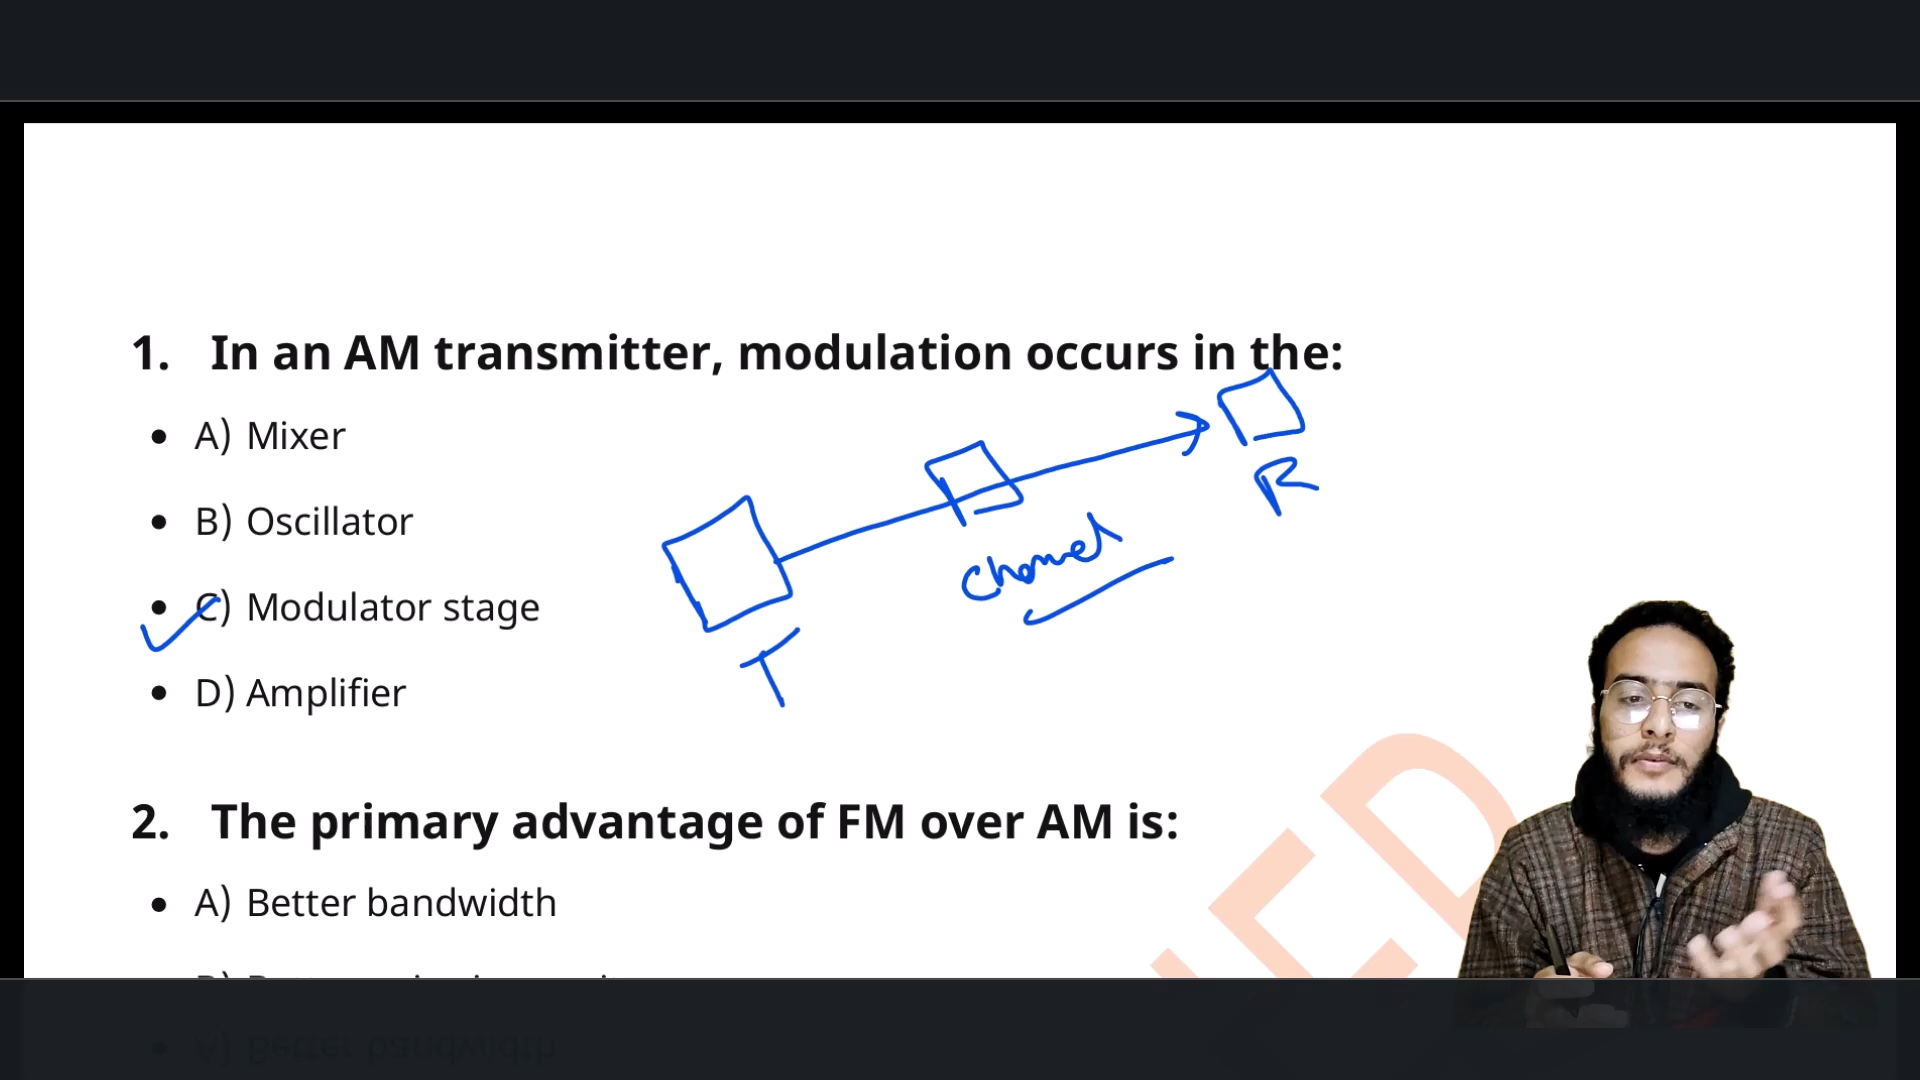 1. In an AM transmitter, modulation occurs in the:
• A) Mixer
• B) Oscillator
• C) Modulator stage
• D) Amplifier
T
Channel
R
2. The primary advantage of FM over AM is:
• A) Better bandwidth